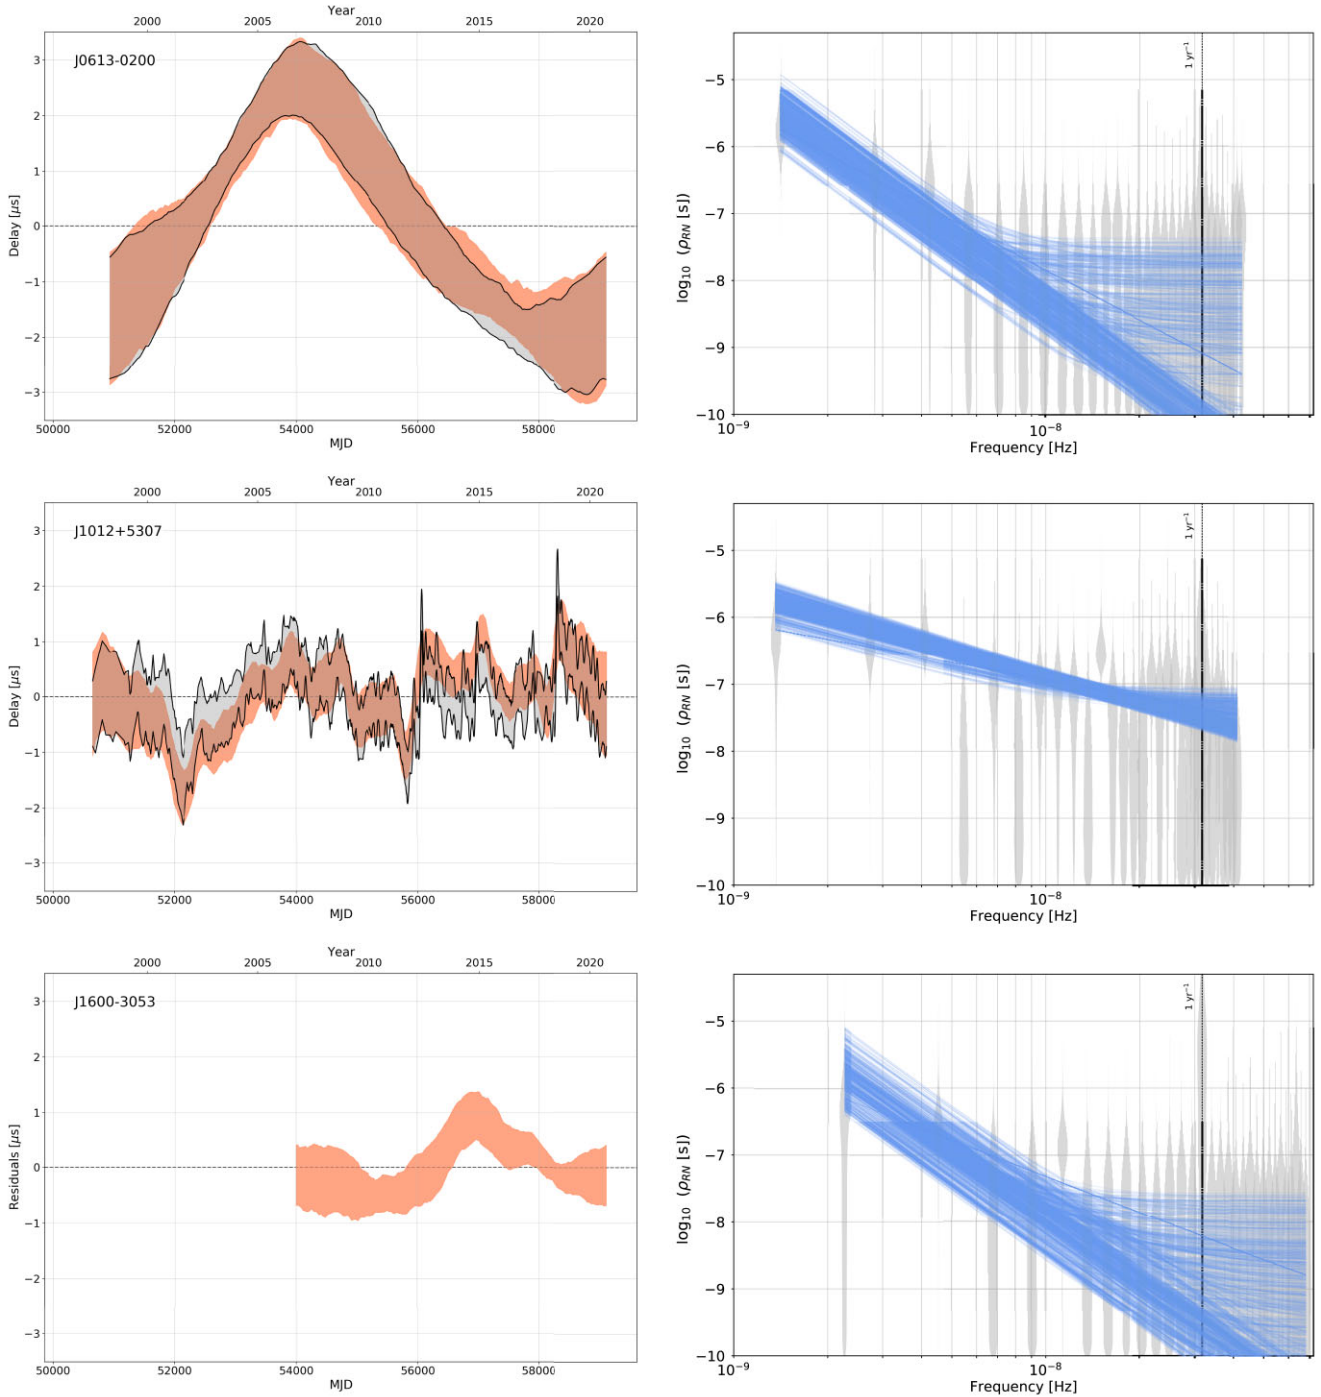 Year
2000 2005 2010 2015 2020
J0613-0200
3
2
1
0
−1
−2
−3
Delay [μs]
50000 52000 54000 56000 58000
MJD
1 yr⁻¹
−5
−6
−7
−8
−9
−10
log₁₀ (ρRN [s])
10⁻⁹ 10⁻⁸
Frequency [Hz]
Year
2000 2005 2010 2015 2020
J1012+5307
3
2
1
0
−1
−2
−3
Delay [μs]
50000 52000 54000 56000 58000
MJD
1 yr⁻¹
−5
−6
−7
−8
−9
−10
log₁₀ (ρRN [s])
10⁻⁹ 10⁻⁸
Frequency [Hz]
Year
2000 2005 2010 2015 2020
J1600-3053
3
2
1
0
−1
−2
−3
Residuals [μs]
50000 52000 54000 56000 58000
MJD
1 yr⁻¹
−5
−6
−7
−8
−9
−10
log₁₀ (ρRN [s])
10⁻⁹ 10⁻⁸
Frequency [Hz]